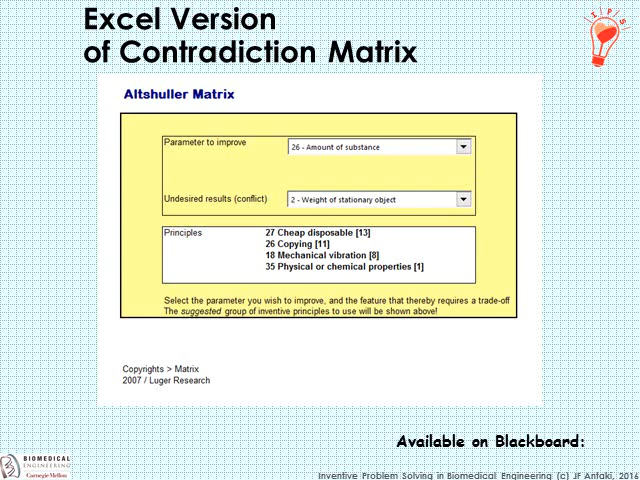 Excel Version
of Contradiction Matrix
I P S
Altshuller Matrix
Parameter to improve
26 - Amount of substance
Undesired results (conflict)
2 - Weight of stationary object
Principles
27 Cheap disposable [13]
26 Copying [11]
18 Mechanical vibration [8]
35 Physical or chemical properties [1]
Select the parameter you wish to improve, and the feature that thereby requires a trade-off
The suggested group of inventive principles to use will be shown above!
Copyrights > Matrix
2007 / Luger Research
Available on Blackboard:
BIOMEDICAL
ENGINEERING
Carnegie Mellon
Inventive Problem Solving in Biomedical Engineering (c) JF Antaki, 2016